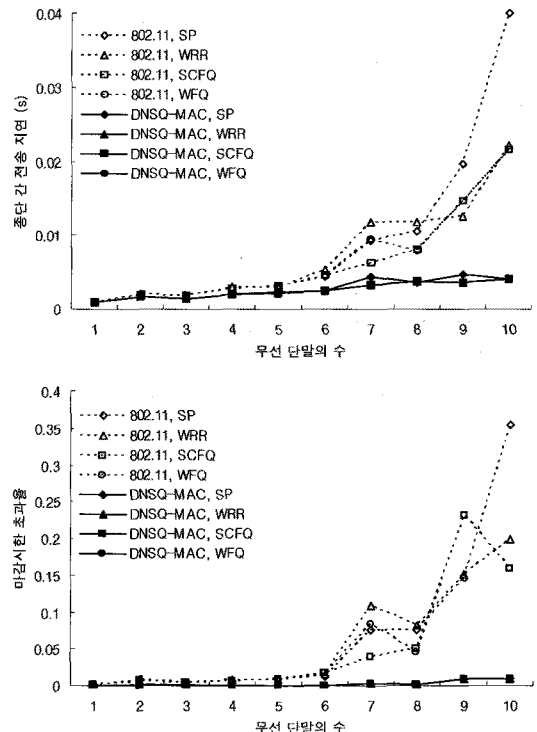 0.04
0.03
0.02
0.01
0
종단 간 전송 지연 (s)
802.11, SP
802.11, WRR
802.11, SCFQ
802.11, WFQ
DNSQ-MAC, SP
DNSQ-MAC, WRR
DNSQ-MAC, SCFQ
DNSQ-MAC, WFQ
1 2 3 4 5 6 7 8 9 10
무선 단말의 수
0.4
0.35
0.3
0.25
0.2
0.15
0.1
0.05
0
마감시한 초과율
802.11, SP
802.11, WRR
802.11, SCFQ
802.11, WFQ
DNSQ-MAC, SP
DNSQ-MAC, WRR
DNSQ-MAC, SCFQ
DNSQ-MAC, WFQ
1 2 3 4 5 6 7 8 9 10
무선 단말의 수